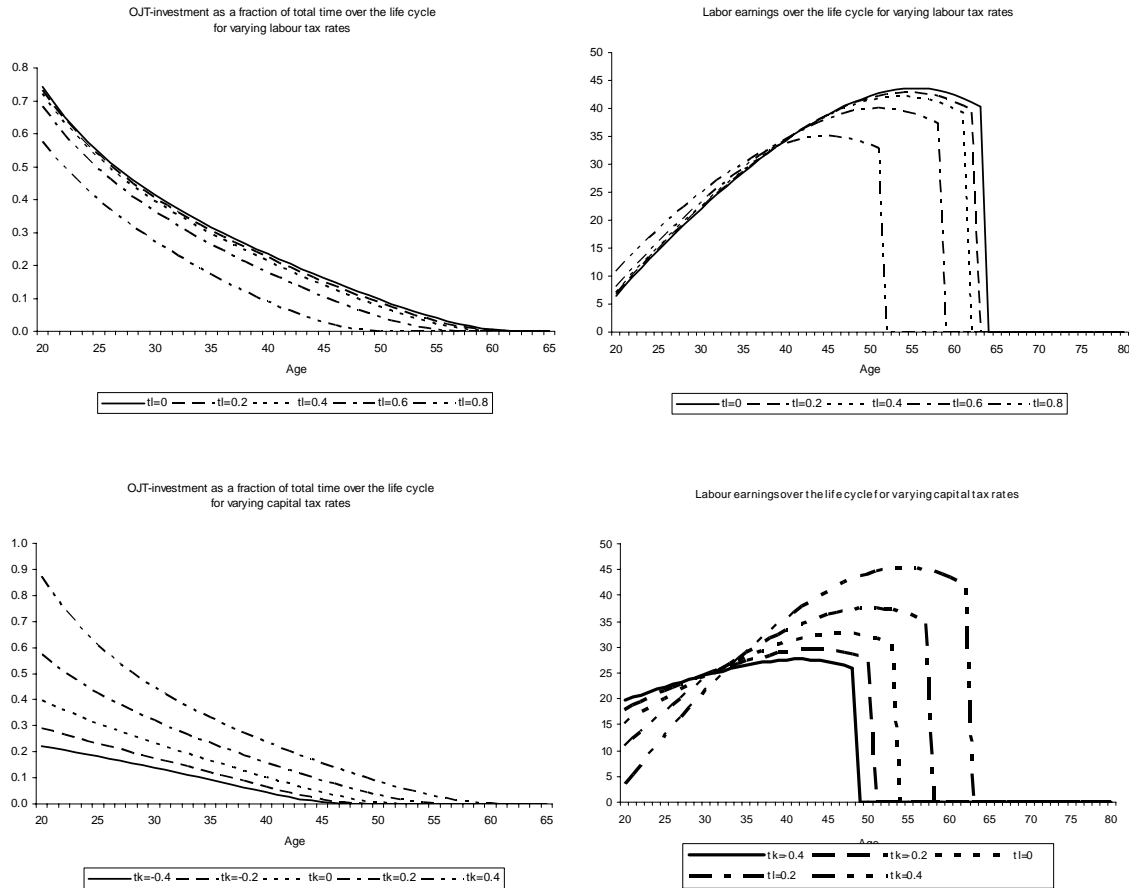 OJT-investment as a fraction of total time over the life cycle
for varying labour tax rates
0.8
0.7
0.6
0.5
0.4
0.3
0.2
0.1
0.0
20 25 30 35 40 45 50 55 60 65
Age
tl=0 tl=0.2 tl=0.4 tl=0.6 tl=0.8
Labor earnings over the life cycle for varying labour tax rates
50
45
40
35
30
25
20
15
10
5
0
20 25 30 35 40 45 50 55 60 65 70 75 80
Age
tl=0 tl=0.2 tl=0.4 tl=0.6 tl=0.8
OJT-investment as a fraction of total time over the life cycle
for varying capital tax rates
1.0
0.9
0.8
0.7
0.6
0.5
0.4
0.3
0.2
0.1
0.0
20 25 30 35 40 45 50 55 60 65
Age
tk=-0.4 tk=-0.2 tk=0 tk=0.2 tk=0.4
Labour earnings over the life cycle for varying capital tax rates
50
45
40
35
30
25
20
15
10
5
0
20 25 30 35 40 45 50 55 60 65 70 75 80
Age
tk=-0.4 tk=-0.2 tl=0
tl=0.2 tk=0.4